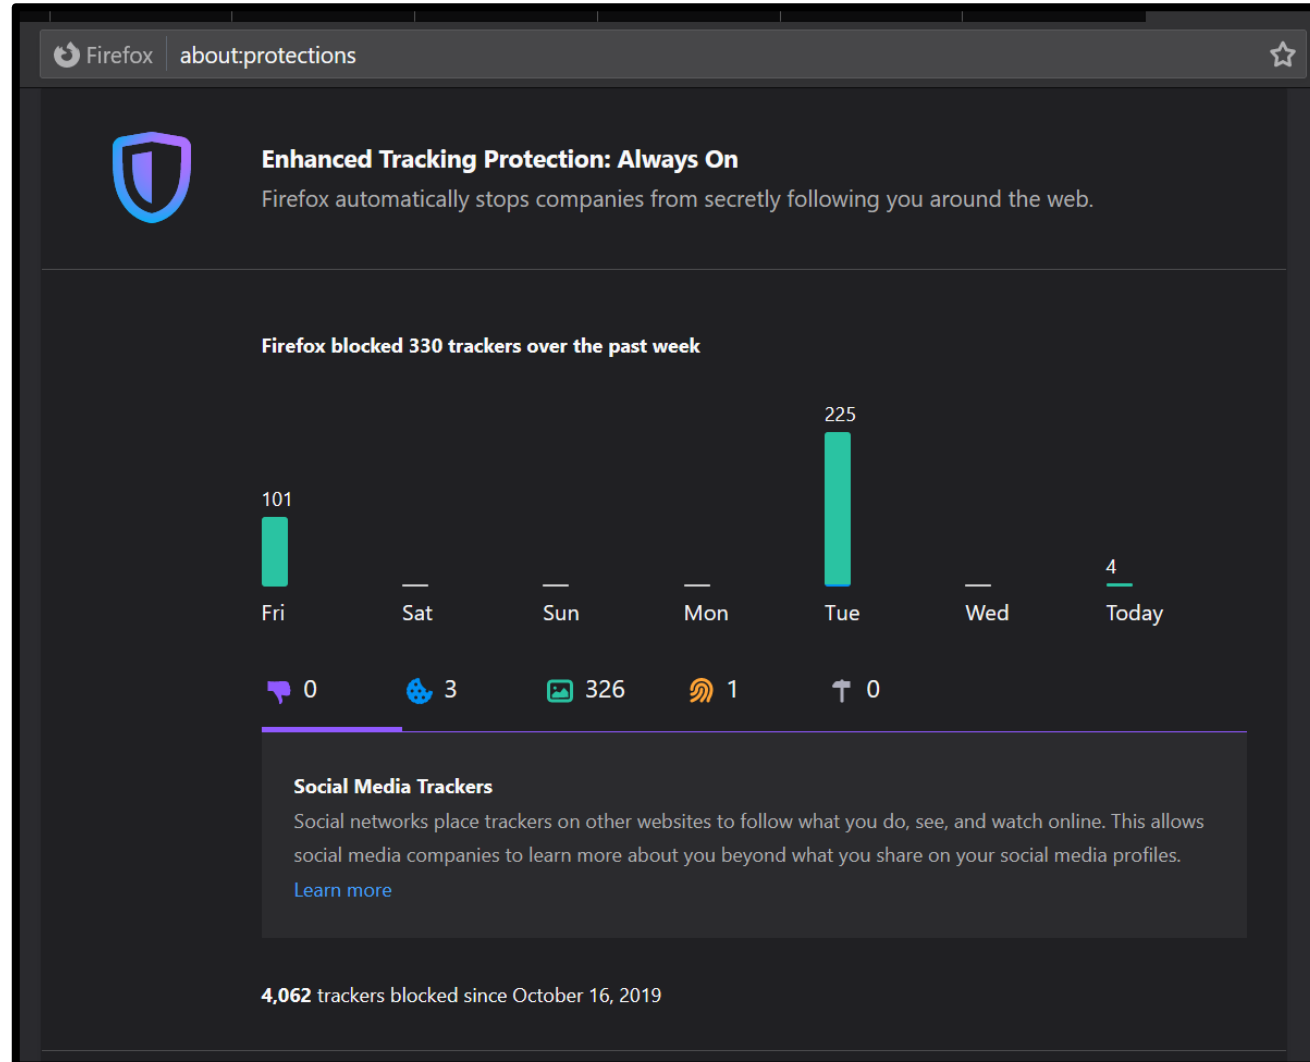 Firefox about:protections
Enhanced Tracking Protection: Always On
Firefox automatically stops companies from secretly following you around the web.
Firefox blocked 330 trackers over the past week
225
101
4
Fri Sat Sun Mon Tue Wed Today
0 3 326 1 0
Social Media Trackers
Social networks place trackers on other websites to follow what you do, see, and watch online. This allows
social media companies to learn more about you beyond what you share on your social media profiles.
Learn more
4,062 trackers blocked since October 16, 2019